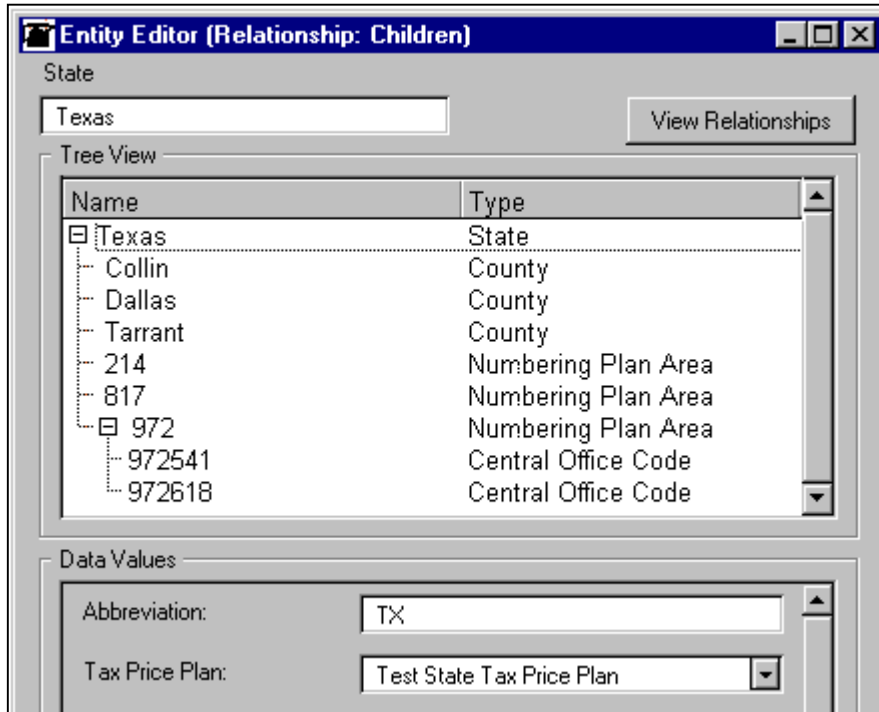 Entity Editor (Relationship: Children)
State
Texas
View Relationships
Tree View
Name Type
Texas State
Collin County
Dallas County
Tarrant County
214 Numbering Plan Area
817 Numbering Plan Area
972 Numbering Plan Area
972541 Central Office Code
972618 Central Office Code
Data Values
Abbreviation: TX
Tax Price Plan: Test State Tax Price Plan